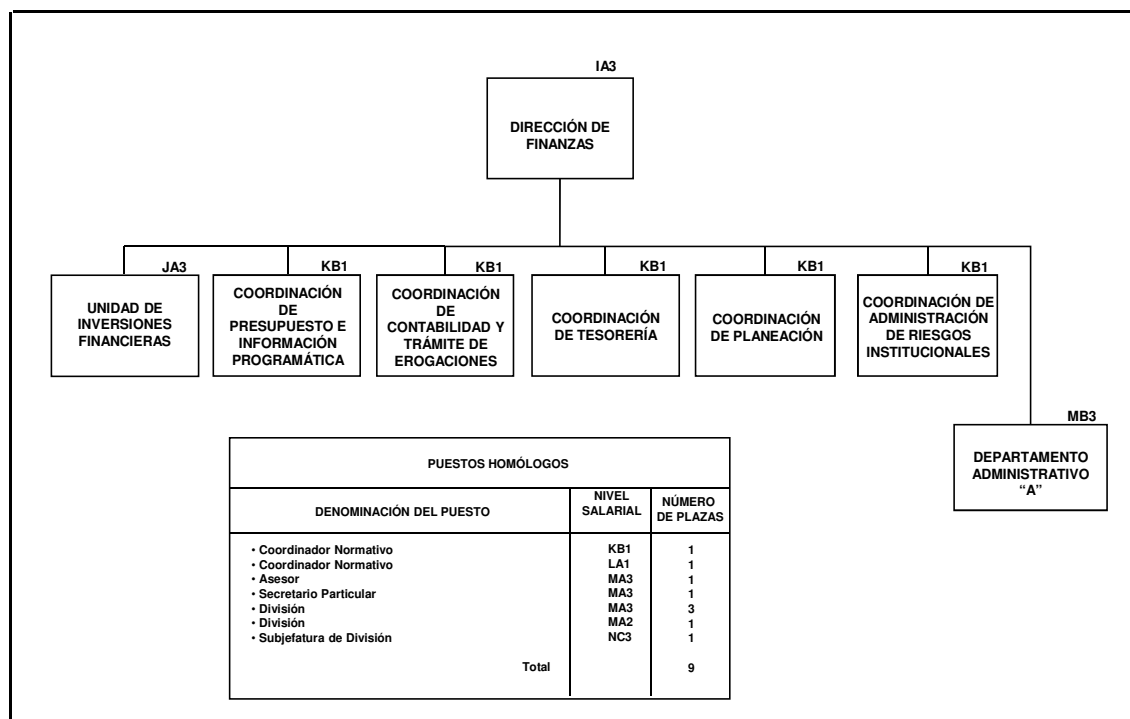 IA3
DIRECCIÓN DE
FINANZAS
JA3
UNIDAD DE
INVERSIONES
FINANCIERAS
KB1
COORDINACIÓN
DE
PRESUPUESTO E
INFORMACIÓN
PROGRAMÁTICA
KB1
COORDINACIÓN
DE
CONTABILIDAD Y
TRÁMITE DE
EROGACIONES
KB1
COORDINACIÓN
DE TESORERÍA
KB1
COORDINACIÓN
DE PLANEACIÓN
KB1
COORDINACIÓN DE
ADMINISTRACIÓN
DE RIESGOS
INSTITUCIONALES
MB3
DEPARTAMENTO
ADMINISTRATIVO
“A”
PUESTOS HOMÓLOGOS
DENOMINACIÓN DEL PUESTO
NIVEL
SALARIAL
NÚMERO
DE PLAZAS
• Coordinador Normativo KB1 1
• Coordinador Normativo LA1 1
• Asesor MA3 1
• Secretario Particular MA3 1
• División MA3 3
• División MA2 1
• Subjefatura de División NC3 1
Total 9